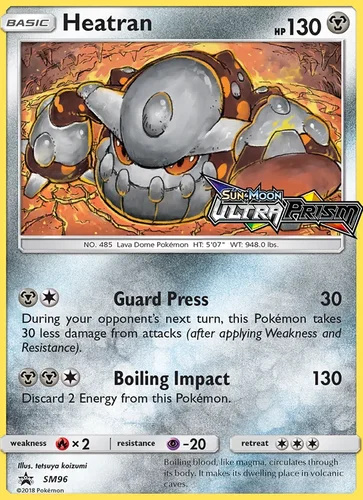 BASIC Heatran HP 130
SUN & MOON
ULTRA PRISM
NO. 485 Lava Dome Pokémon HT: 5'07" WT: 948.0 lbs.
Guard Press 30
During your opponent's next turn, this Pokémon takes
30 less damage from attacks (after applying Weakness and
Resistance).
Boiling Impact 130
Discard 2 Energy from this Pokémon.
weakness ×2 resistance -20 retreat
Illus. tetsuya koizumi
SM96
©2018 Pokémon
Boiling blood, like magma, circulates through
its body. It makes its dwelling place in volcanic
caves.